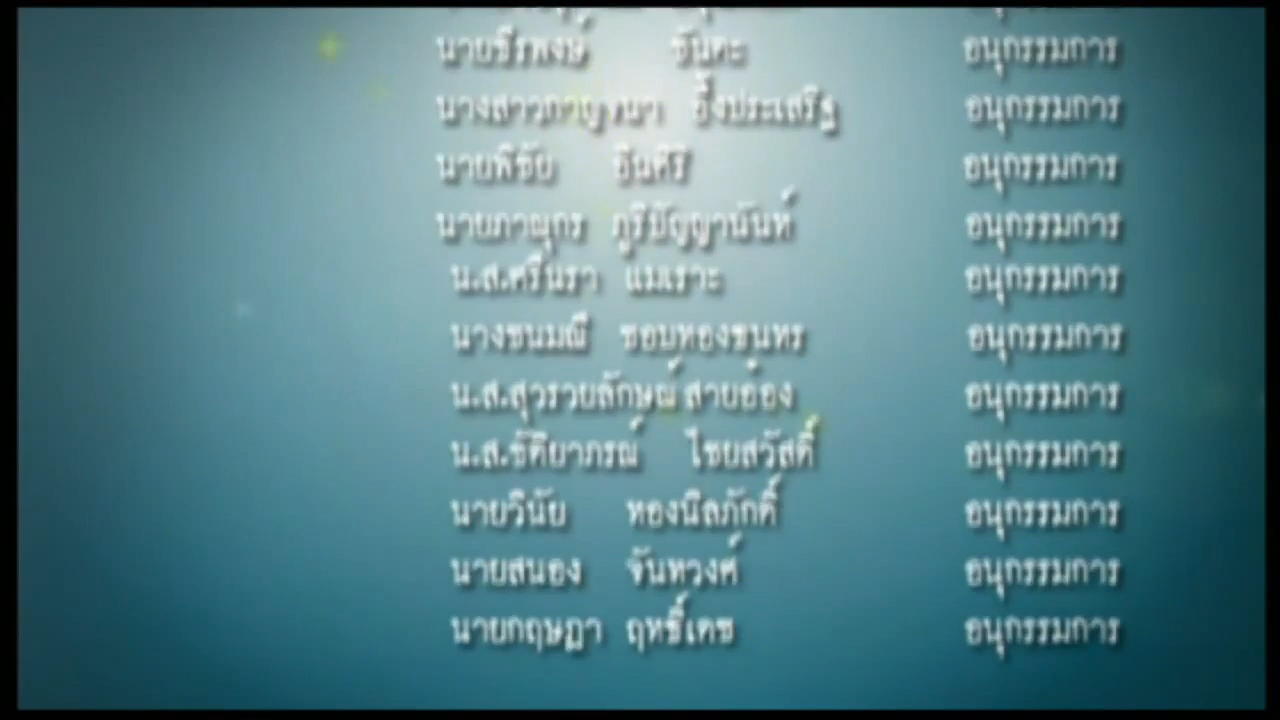 นายธีรพงษ์ ขันตะ อนุกรรมการ
นางสาวกาญจนา อึ้งประเสริฐ อนุกรรมการ
นายพิชัย อินศิริ อนุกรรมการ
นายภาณุกร ภูริปัญญานันท์ อนุกรรมการ
น.ส.ศรินรา แมเราะ อนุกรรมการ
นางชนมณี ขอบทองชนทร อนุกรรมการ
น.ส.สุวรวยลักษณ์ สายอ๋อง อนุกรรมการ
น.ส.ขัติยาภรณ์ ไชยสวัสดิ์ อนุกรรมการ
นายวินัย ทองนิลภักดิ์ อนุกรรมการ
นายสนอง จันทวงศ์ อนุกรรมการ
นายกฤษฎา ฤทธิ์เดช อนุกรรมการ